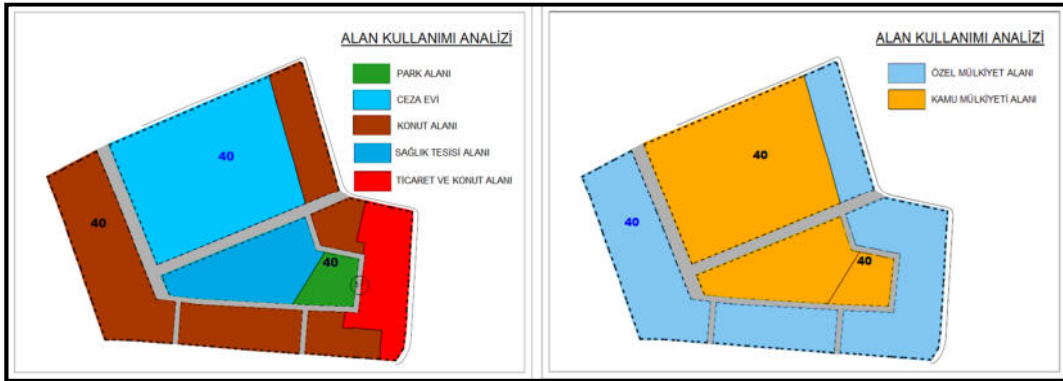 ALAN KULLANIMI ANALİZİ
PARK ALANI
CEZA EVİ
KONUT ALANI
SAĞLIK TESİSİ ALANI
TİCARET VE KONUT ALANI
40
40
40
ALAN KULLANIMI ANALİZİ
ÖZEL MÜLKİYET ALANI
KAMU MÜLKİYETİ ALANI
40
40
40